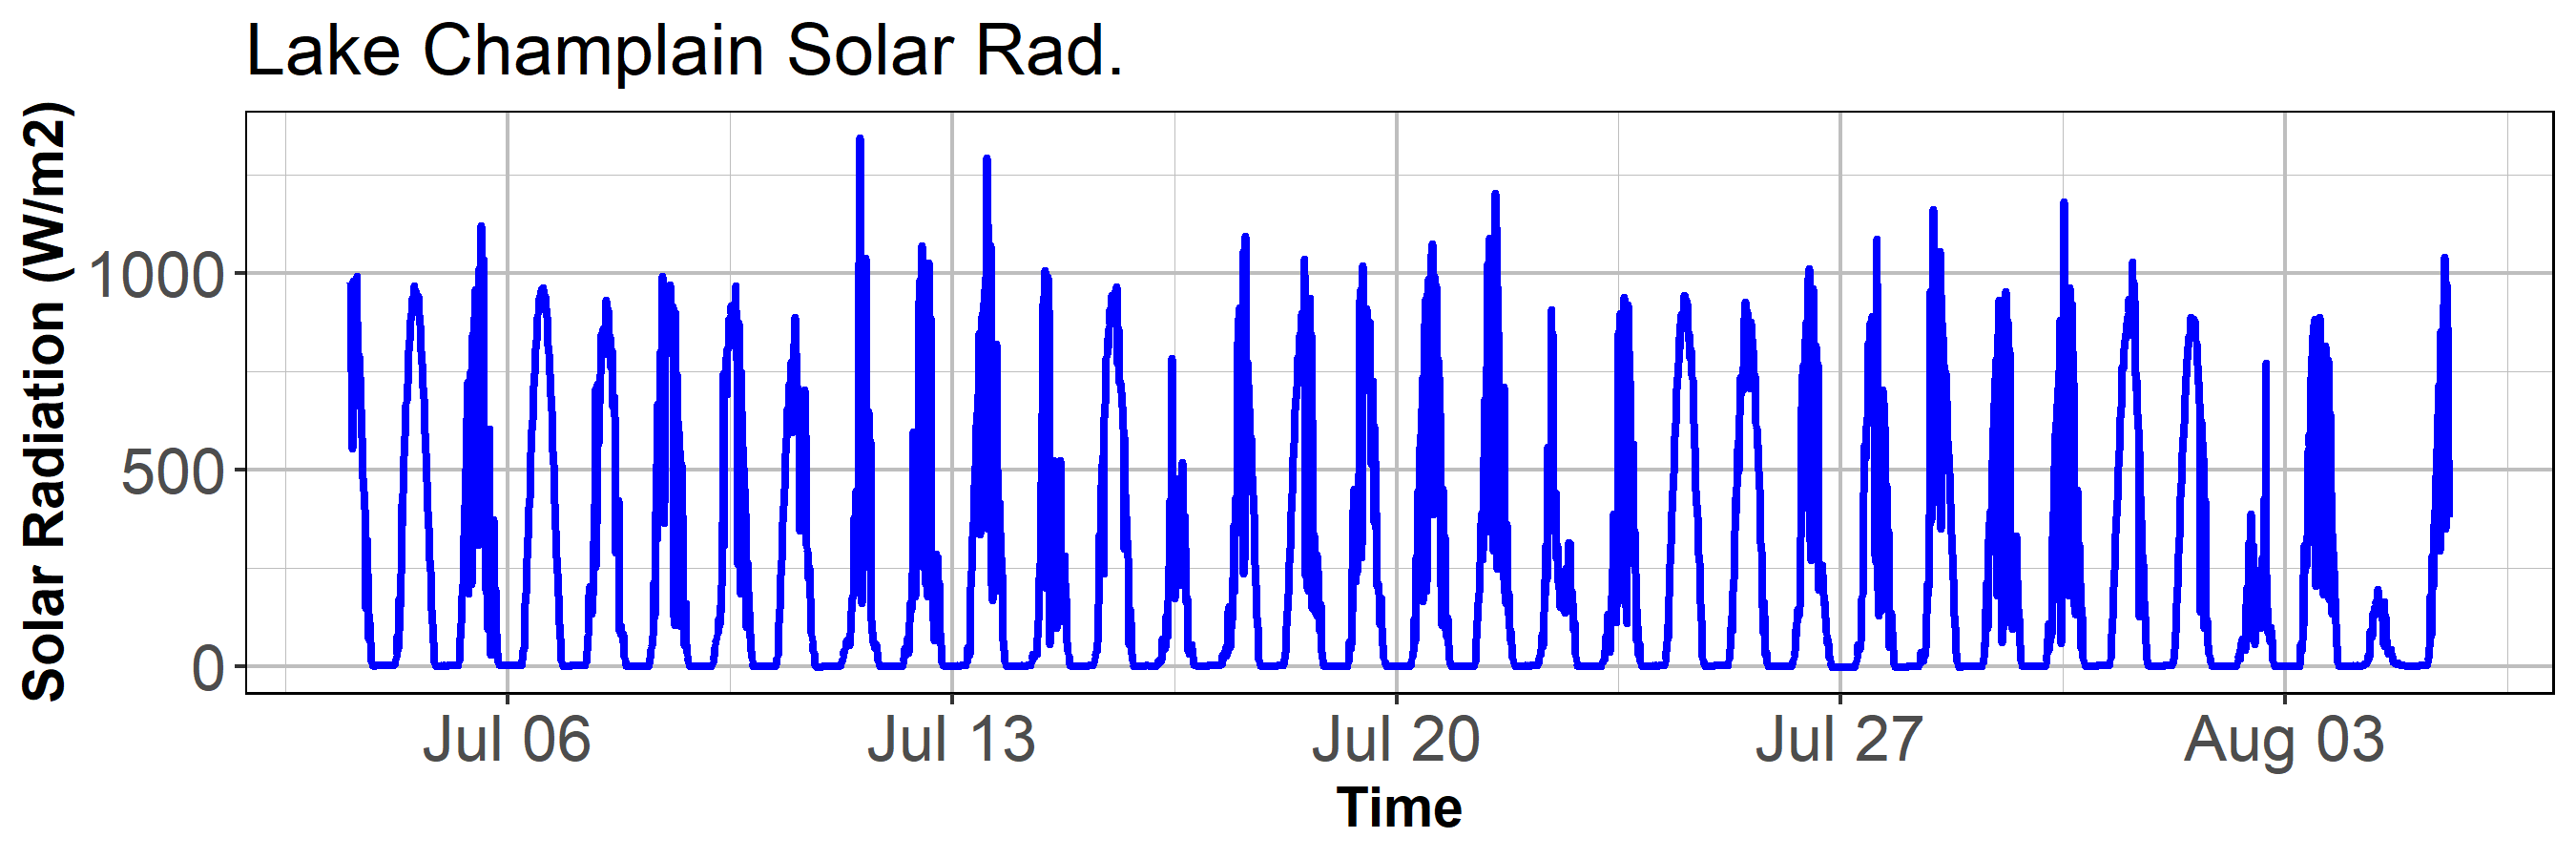 Lake Champlain Solar Rad.
Solar Radiation (W/m2)
1000
500
0
Jul 06
Jul 13
Jul 20
Jul 27
Aug 03
Time